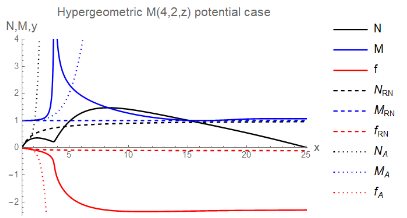 Hypergeometric M(4,2,z) potential case
N,M,y
4
3
2
1
-1
-2
5
10
15
20
25
x
N
M
f
N_RN
M_RN
f_RN
N_A
M_A
f_A